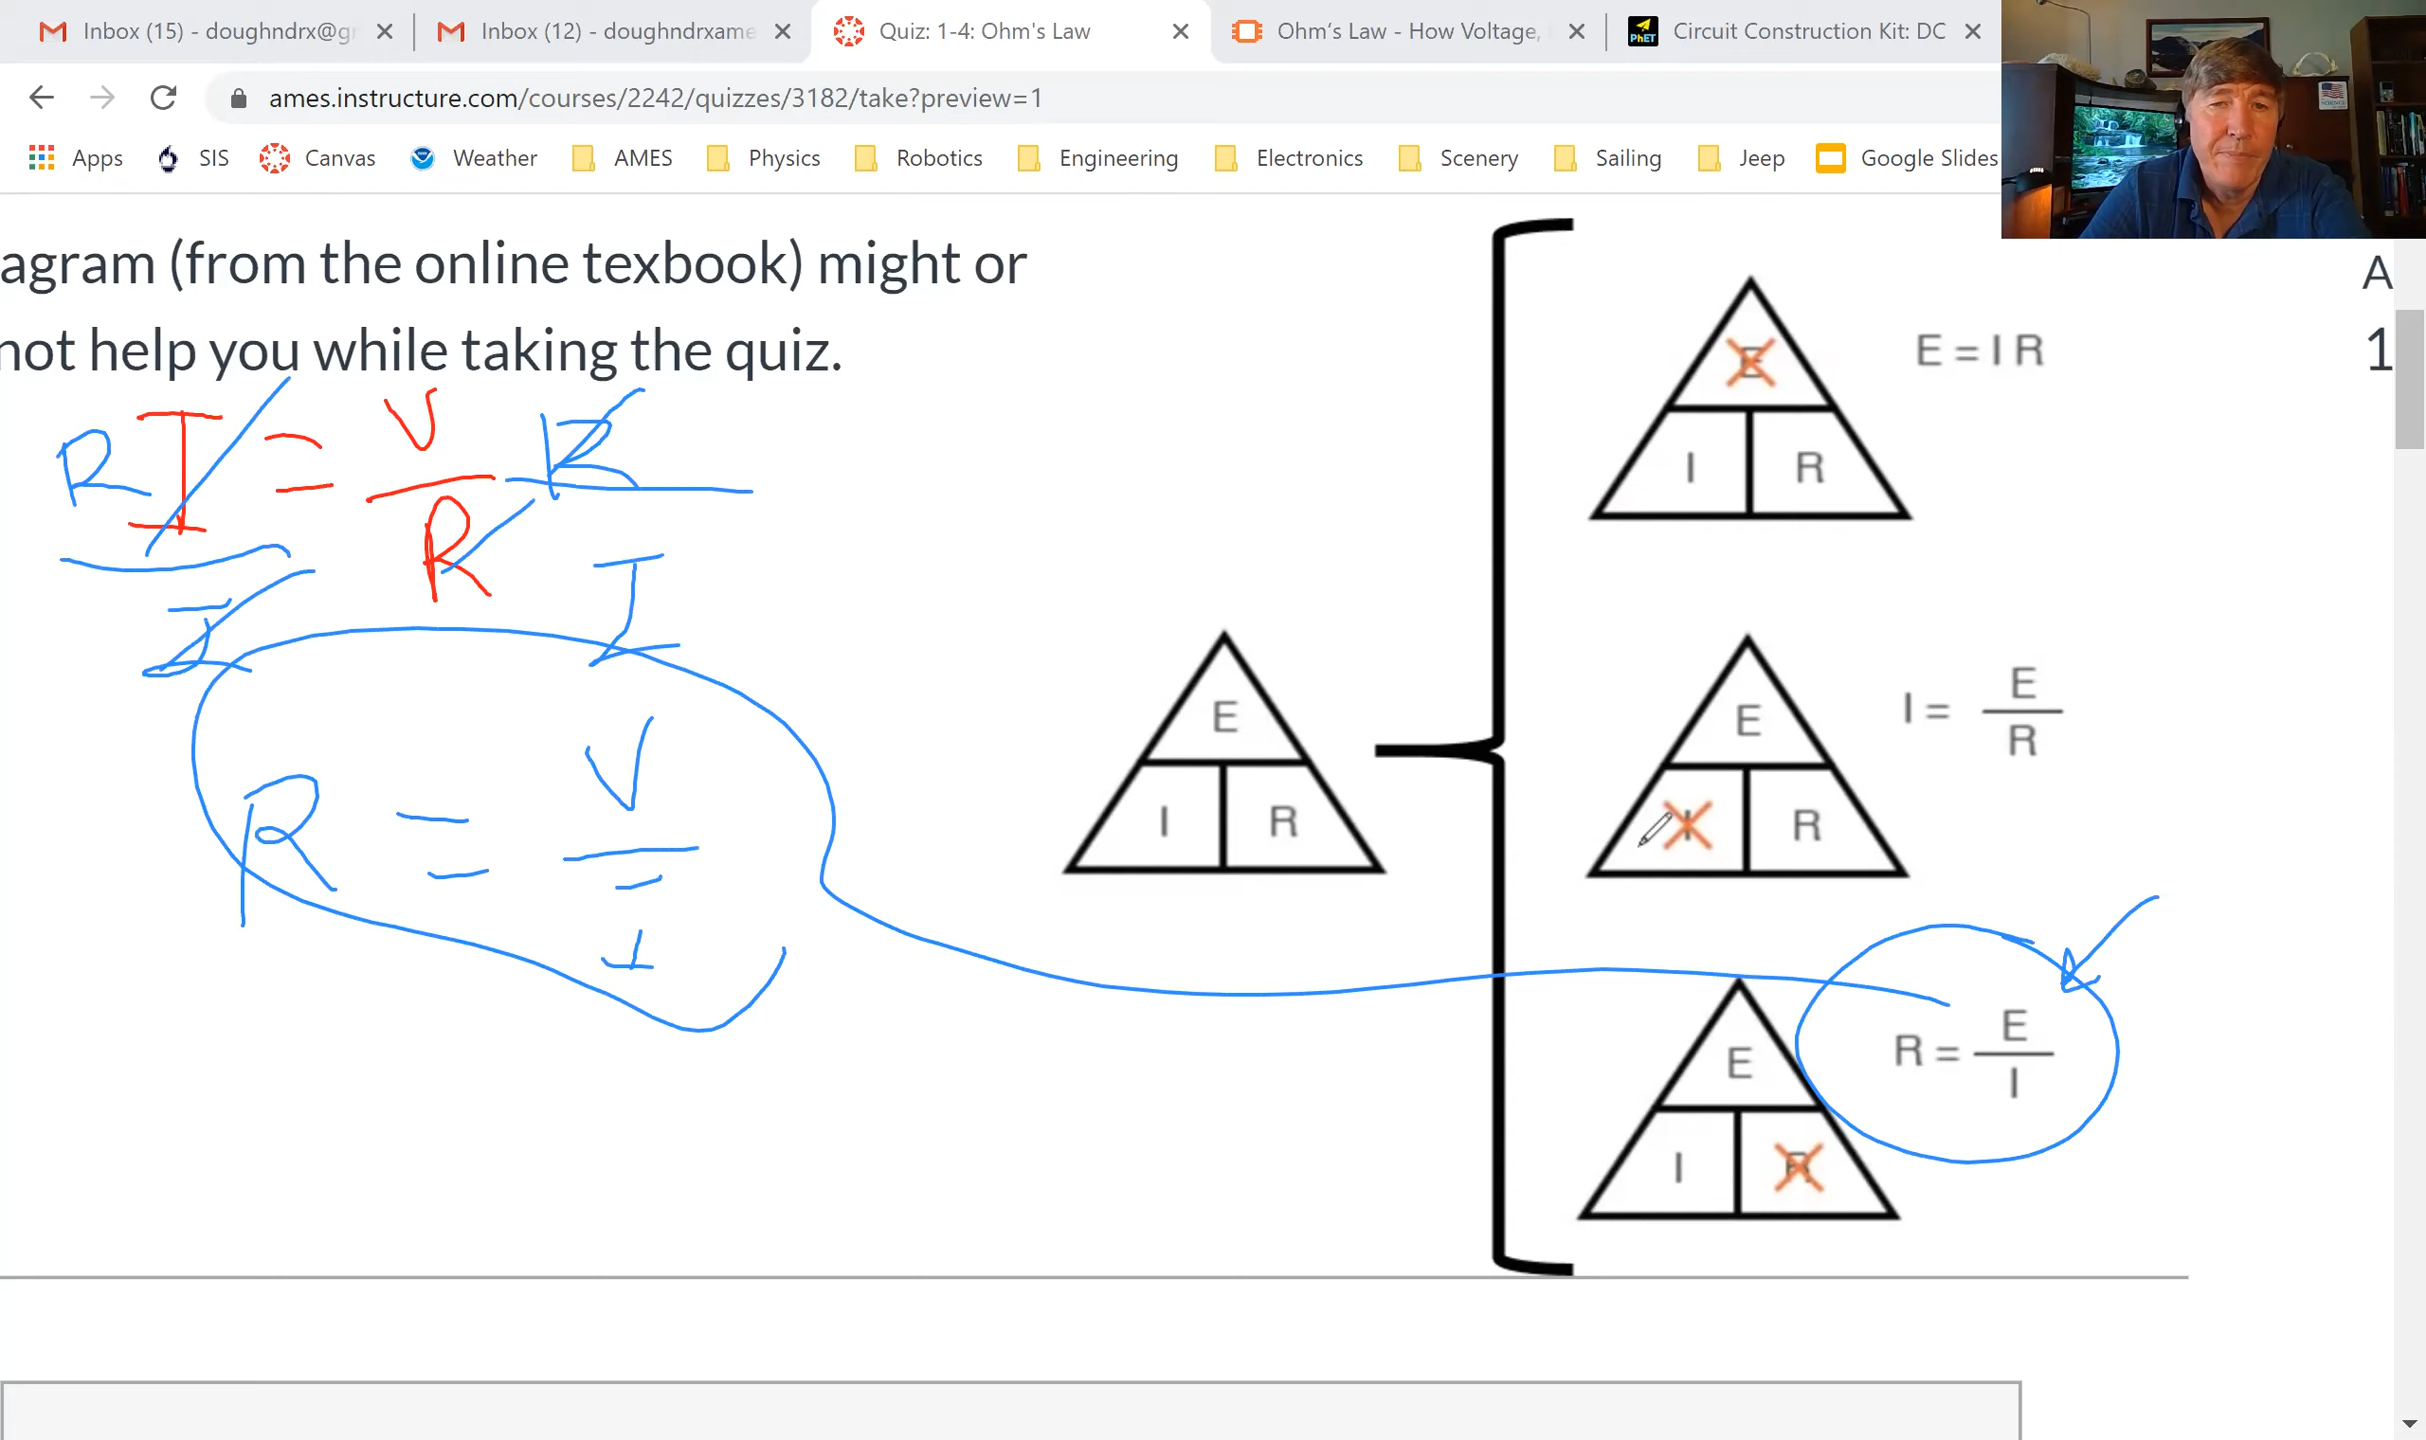 Inbox (15) - doughndrx@gr
Inbox (12) - doughndrxame
Quiz: 1-4: Ohm's Law
Ohm's Law - How Voltage,
PhET
Circuit Construction Kit: DC
ames.instructure.com/courses/2242/quizzes/3182/take?preview=1
Apps
SIS
Canvas
Weather
AMES
Physics
Robotics
Engineering
Electronics
Scenery
Sailing
Jeep
Google Slides
agram (from the online texbook) might or
not help you while taking the quiz.
A
1
R I = V R
R
I I
R = V
I
E
I R
E
I R
E = I R
E
I R
I = E
R
E
I R
R = E
I